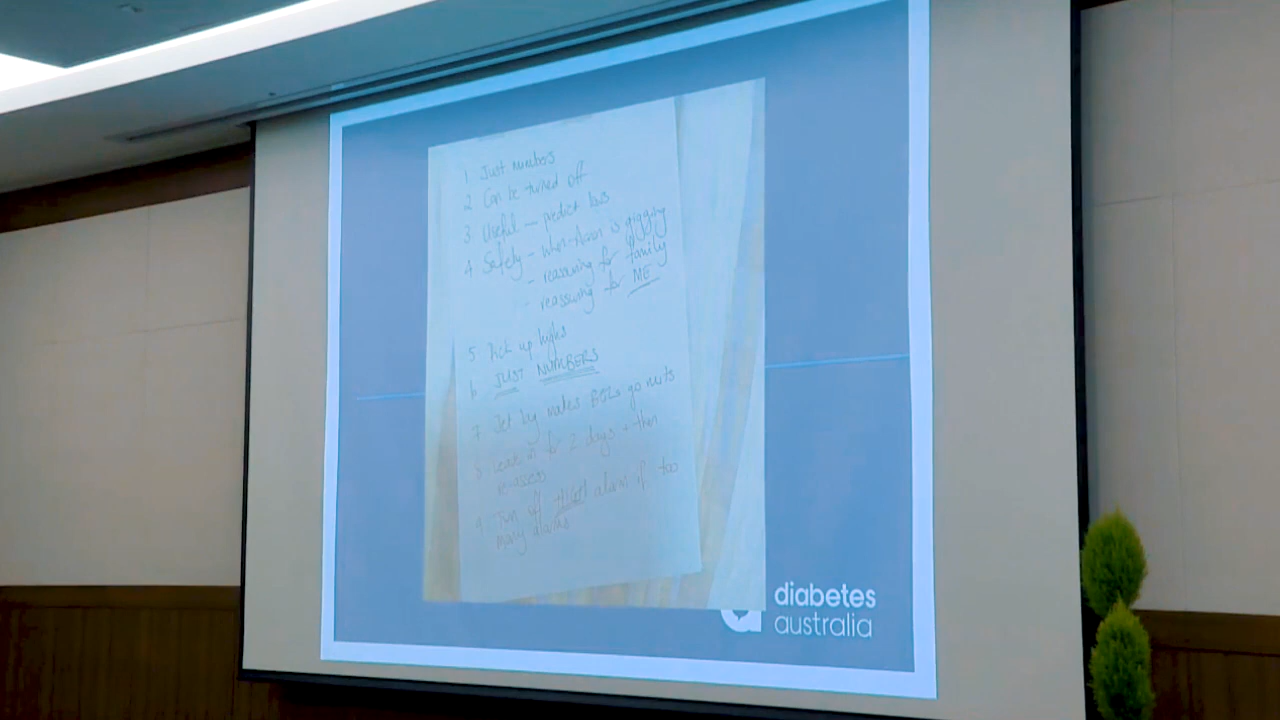 1 Just numbers
2 Can be turned off
3 Useful – predict lows
4 Safety – when Aaron is gigging
- reassuring for family
- reassuring for ME
5 Pick up highs
6 JUST NUMBERS
7 Jet lag makes BGLs go nuts
8 Leave it for 2 days + then
reassess
9 Turn off HIGH alarm if too
many alarms
diabetes
australia